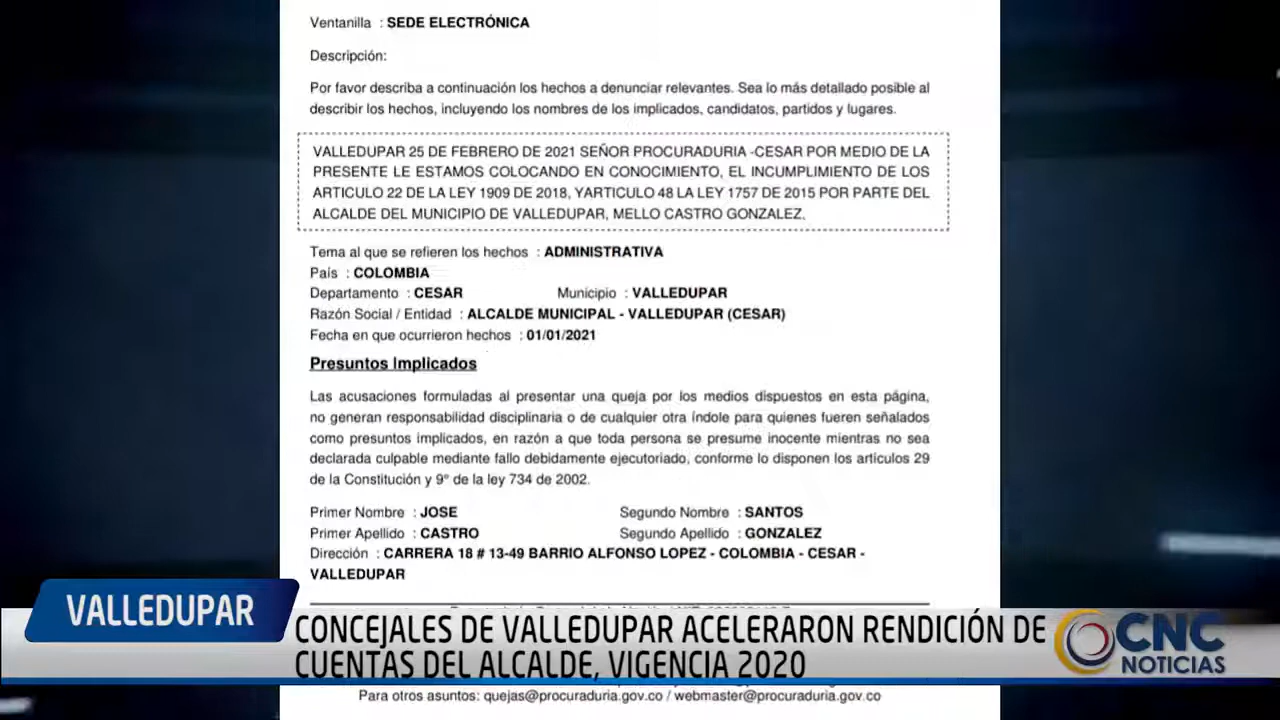 Ventanilla : SEDE ELECTRÓNICA
Descripción:
Por favor describa a continuación los hechos a denunciar relevantes. Sea lo más detallado posible al
describir los hechos, incluyendo los nombres de los implicados, candidatos, partidos y lugares.
VALLEDUPAR 25 DE FEBRERO DE 2021 SEÑOR PROCURADURIA -CESAR POR MEDIO DE LA
PRESENTE LE ESTAMOS COLOCANDO EN CONOCIMIENTO, EL INCUMPLIMIENTO DE LOS
ARTICULO 22 DE LA LEY 1909 DE 2018, YARTICULO 48 LA LEY 1757 DE 2015 POR PARTE DEL
ALCALDE DEL MUNICIPIO DE VALLEDUPAR, MELLO CASTRO GONZALEZ,
Tema al que se refieren los hechos : ADMINISTRATIVA
País : COLOMBIA
Departamento : CESAR Municipio : VALLEDUPAR
Razón Social / Entidad : ALCALDE MUNICIPAL - VALLEDUPAR (CESAR)
Fecha en que ocurrieron hechos : 01/01/2021
Presuntos Implicados
Las acusaciones formuladas al presentar una queja por los medios dispuestos en esta página,
no generan responsabilidad disciplinaria o de cualquier otra índole para quienes fueren señalados
como presuntos implicados, en razón a que toda persona se presume inocente mientras no sea
declarada culpable mediante fallo debidamente ejecutoriado, conforme lo disponen los artículos 29
de la Constitución y 9° de la ley 734 de 2002.
Primer Nombre : JOSE Segundo Nombre : SANTOS
Primer Apellido : CASTRO Segundo Apellido : GONZALEZ
Dirección : CARRERA 18 # 13-49 BARRIO ALFONSO LOPEZ - COLOMBIA - CESAR -
VALLEDUPAR
VALLEDUPAR
CONCEJALES DE VALLEDUPAR ACELERARON RENDICIÓN DE
CUENTAS DEL ALCALDE, VIGENCIA 2020
CNC
NOTICIAS
Para otros asuntos: quejas@procuraduria.gov.co / webmaster@procuraduria.gov.co